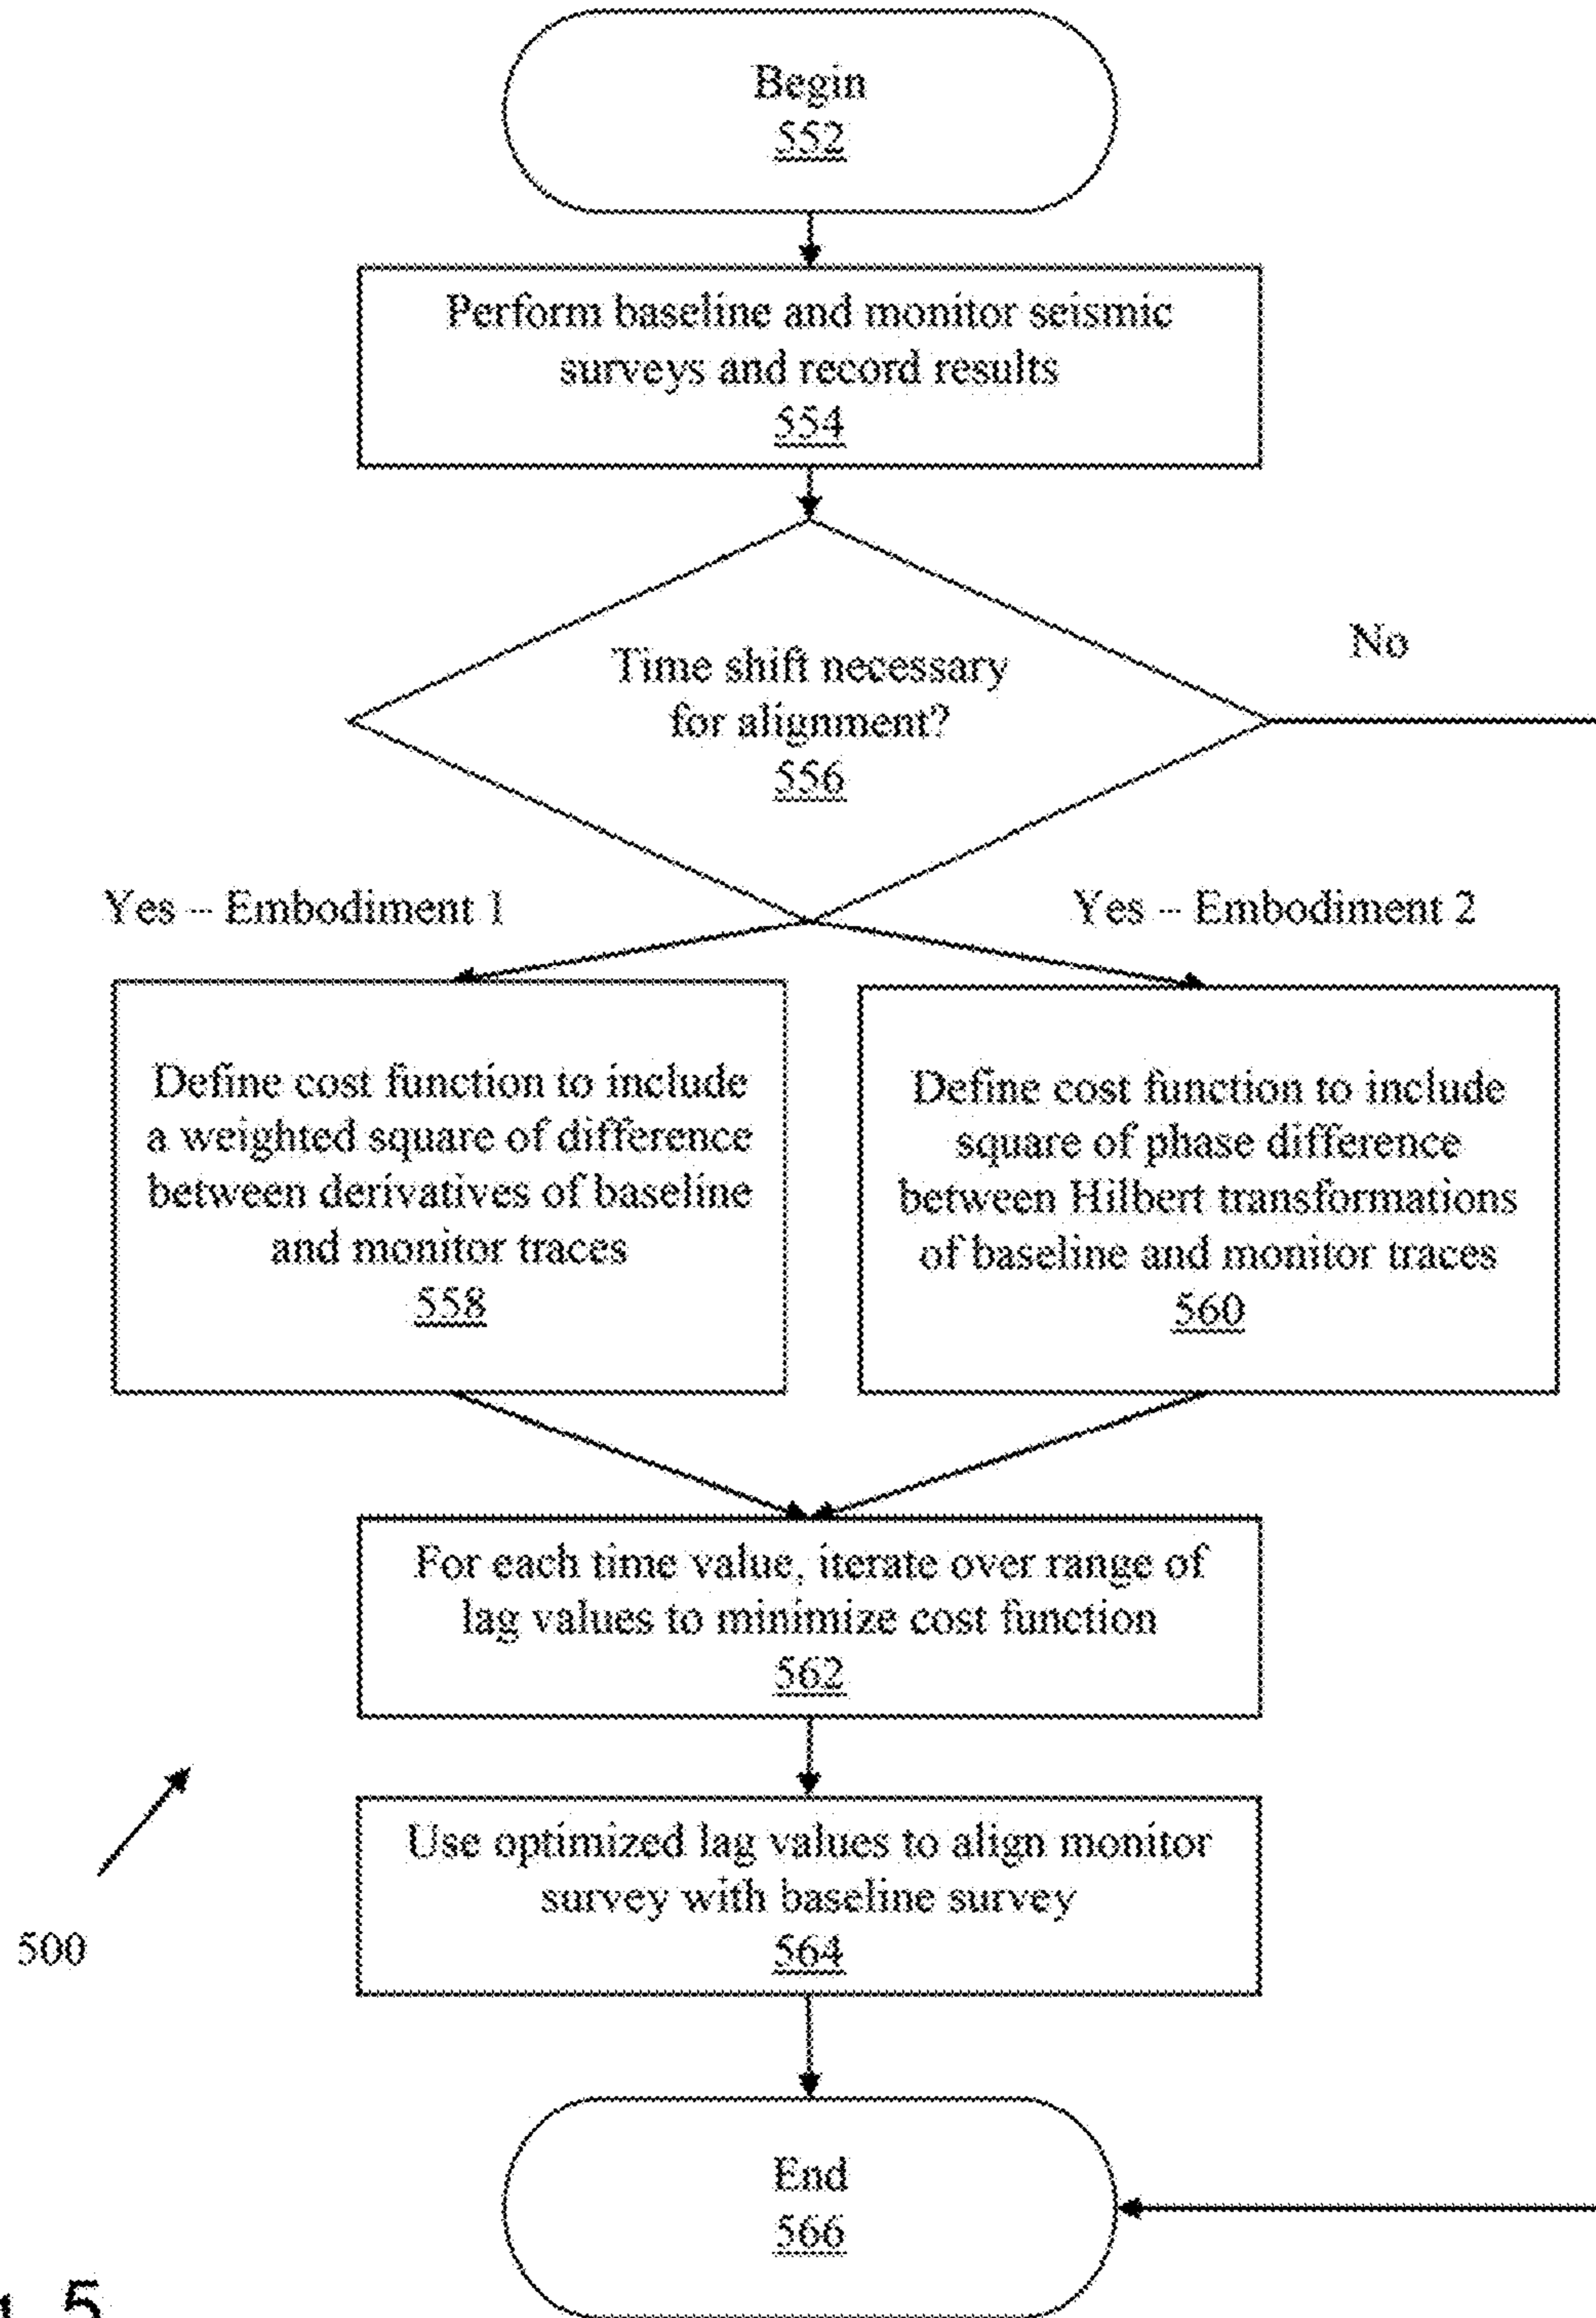 Begin
552
Perform baseline and monitor seismic
surveys and record results
554
Time shift necessary
for alignment?
556
No
Yes – Embodiment 1
Yes – Embodiment 2
Define cost function to include
a weighted square of difference
between derivatives of baseline
and monitor traces
558
Define cost function to include
square of phase difference
between Hilbert transformations
of baseline and monitor traces
560
For each time value, iterate over range of
lag values to minimize cost function
562
Use optimized lag values to align monitor
survey with baseline survey
564
500
End
566
5